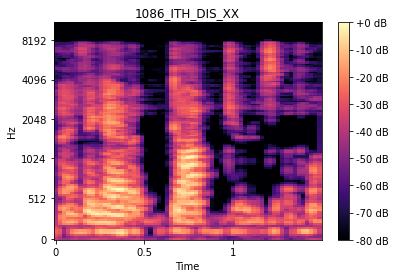 1086_ITH_DIS_XX
Hz
8192
4096
2048
1024
512
0
0
0.5
1
Time
+0 dB
-10 dB
-20 dB
-30 dB
-40 dB
-50 dB
-60 dB
-70 dB
-80 dB